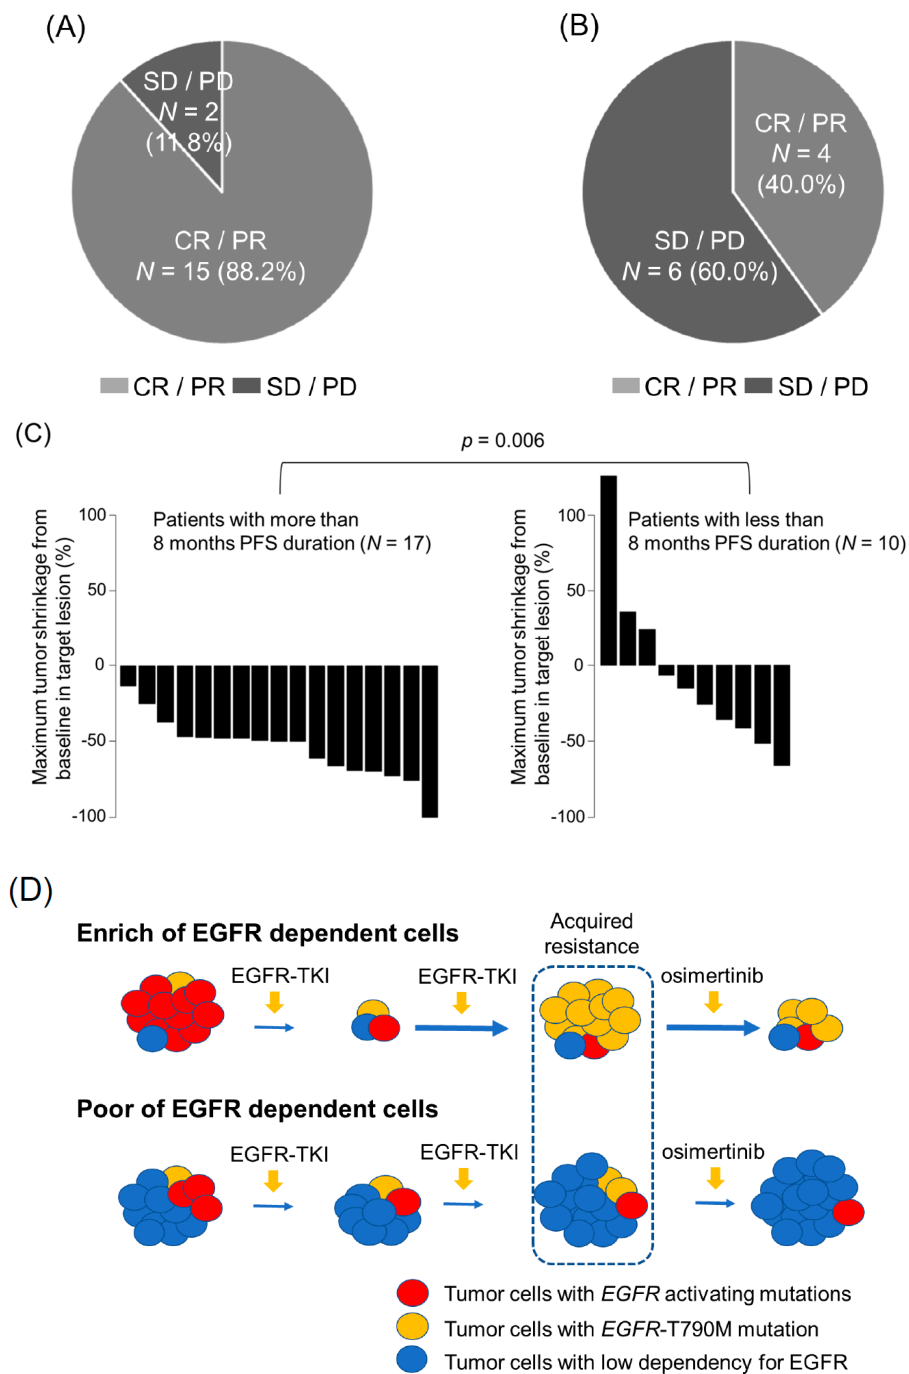 (A)
SD / PD
N = 2
(11.8%)
CR / PR
N = 15 (88.2%)
CR / PR SD / PD
(B)
CR / PR
N = 4
(40.0%)
SD / PD
N = 6 (60.0%)
CR / PR SD / PD
(C)
p = 0.006
Maximum tumor shrinkage from
baseline in target lesion (%)
100
50
0
-50
-100
Patients with more than
8 months PFS duration (N = 17)
Maximum tumor shrinkage from
baseline in target lesion (%)
100
50
0
-50
-100
Patients with less than
8 months PFS duration (N = 10)
(D)
Enrich of EGFR dependent cells
Acquired
resistance
EGFR-TKI
EGFR-TKI
osimertinib
Poor of EGFR dependent cells
EGFR-TKI
EGFR-TKI
osimertinib
Tumor cells with EGFR activating mutations
Tumor cells with EGFR-T790M mutation
Tumor cells with low dependency for EGFR